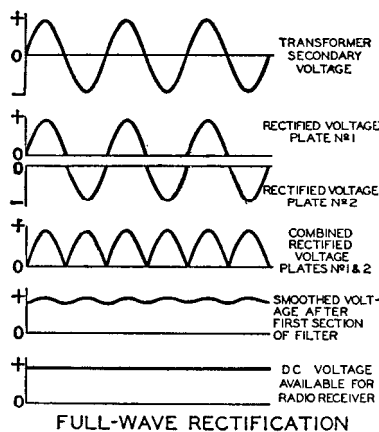 +
0
−
TRANSFORMER
SECONDARY
VOLTAGE
+
0
RECTIFIED VOLTAGE
PLATE Nº1
0
−
RECTIFIED VOLTAGE
PLATE Nº2
+
0
COMBINED
RECTIFIED
VOLTAGE
PLATES Nº1&2
+
0
SMOOTHED VOLT-
AGE AFTER
FIRST SECTION
OF FILTER
+
0
DC VOLTAGE
AVAILABLE FOR
RADIO RECEIVER
FULL-WAVE RECTIFICATION